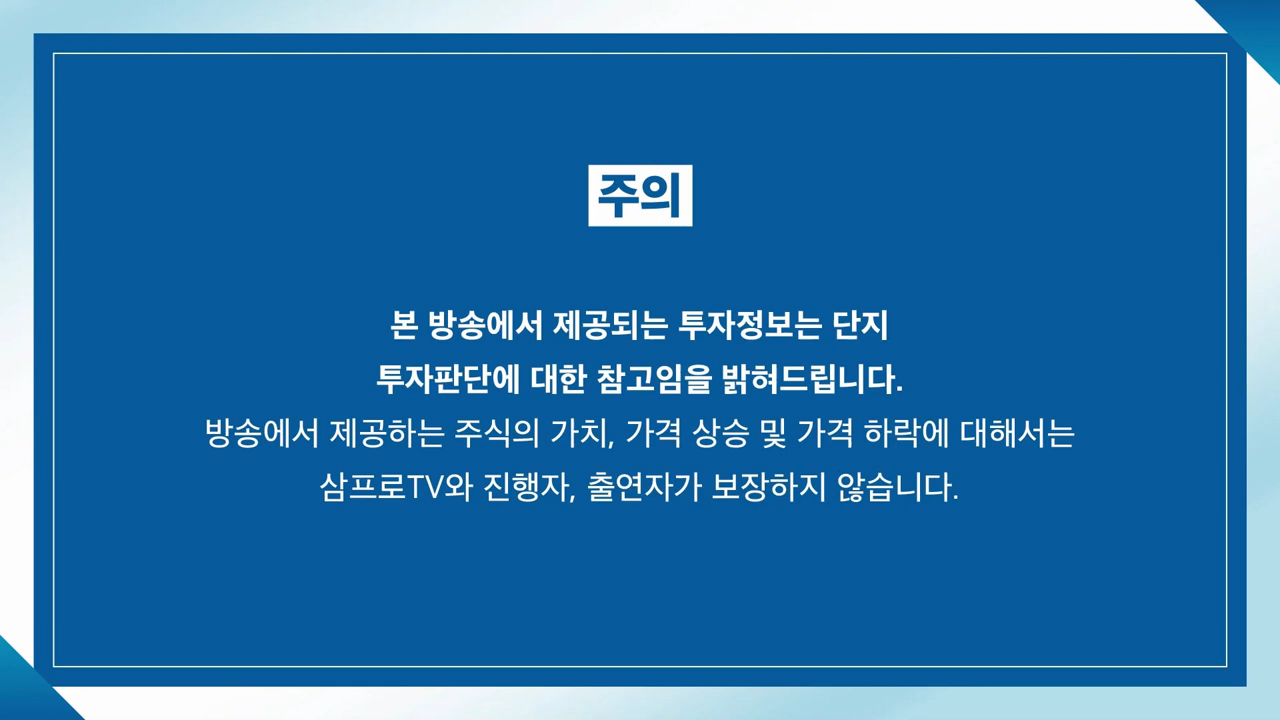 주의
본 방송에서 제공되는 투자정보는 단지
투자판단에 대한 참고임을 밝혀드립니다.
방송에서 제공하는 주식의 가치, 가격 상승 및 가격 하락에 대해서는
삼프로TV와 진행자, 출연자가 보장하지 않습니다.